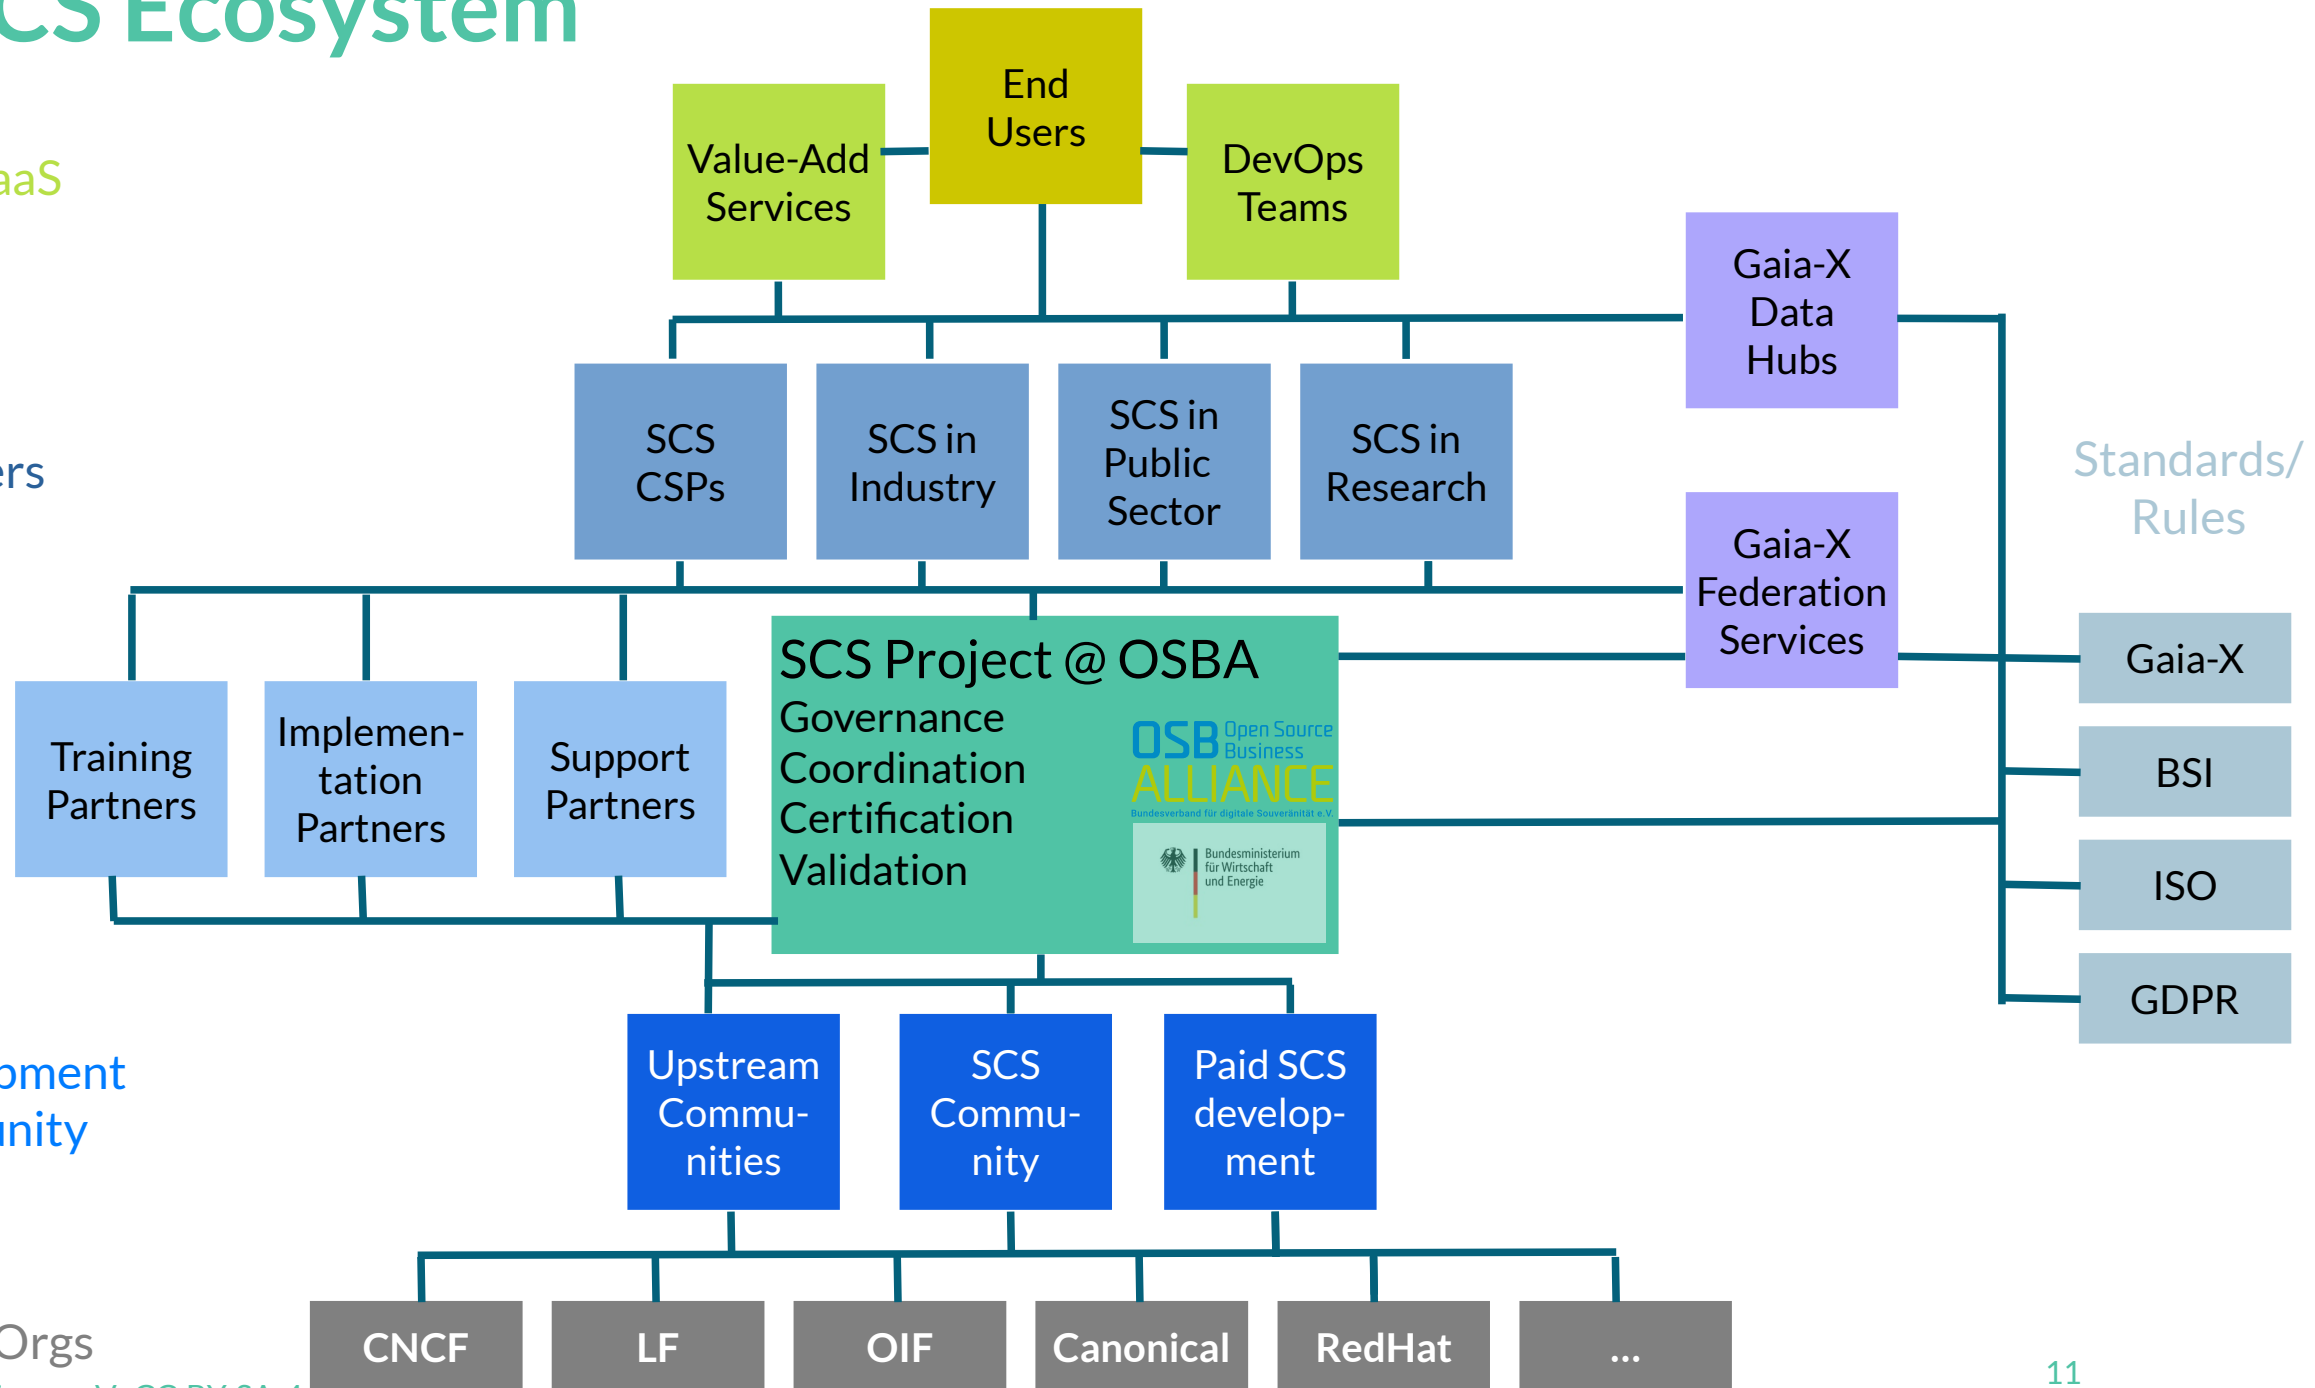 CS Ecosystem
End
Users
Value-Add
Services
DevOps
Teams
aaS
Gaia-X
Data
Hubs
SCS
CSPs
SCS in
Industry
SCS in
Public
Sector
SCS in
Research
ers
Standards/
Rules
Gaia-X
Federation
Services
Training
Partners
Implemen-
tation
Partners
Support
Partners
SCS Project @ OSBA
Governance
Coordination
Certification
Validation
OSB Open Source
Business
ALLIANCE
Bundesverband für digitale Souveränität e.V.
Bundesministerium
für Wirtschaft
und Energie
Gaia-X
BSI
ISO
GDPR
pment
unity
Upstream
Commu-
nities
SCS
Commu-
nity
Paid SCS
develop-
ment
Orgs
CNCF
LF
OIF
Canonical
RedHat
...
11